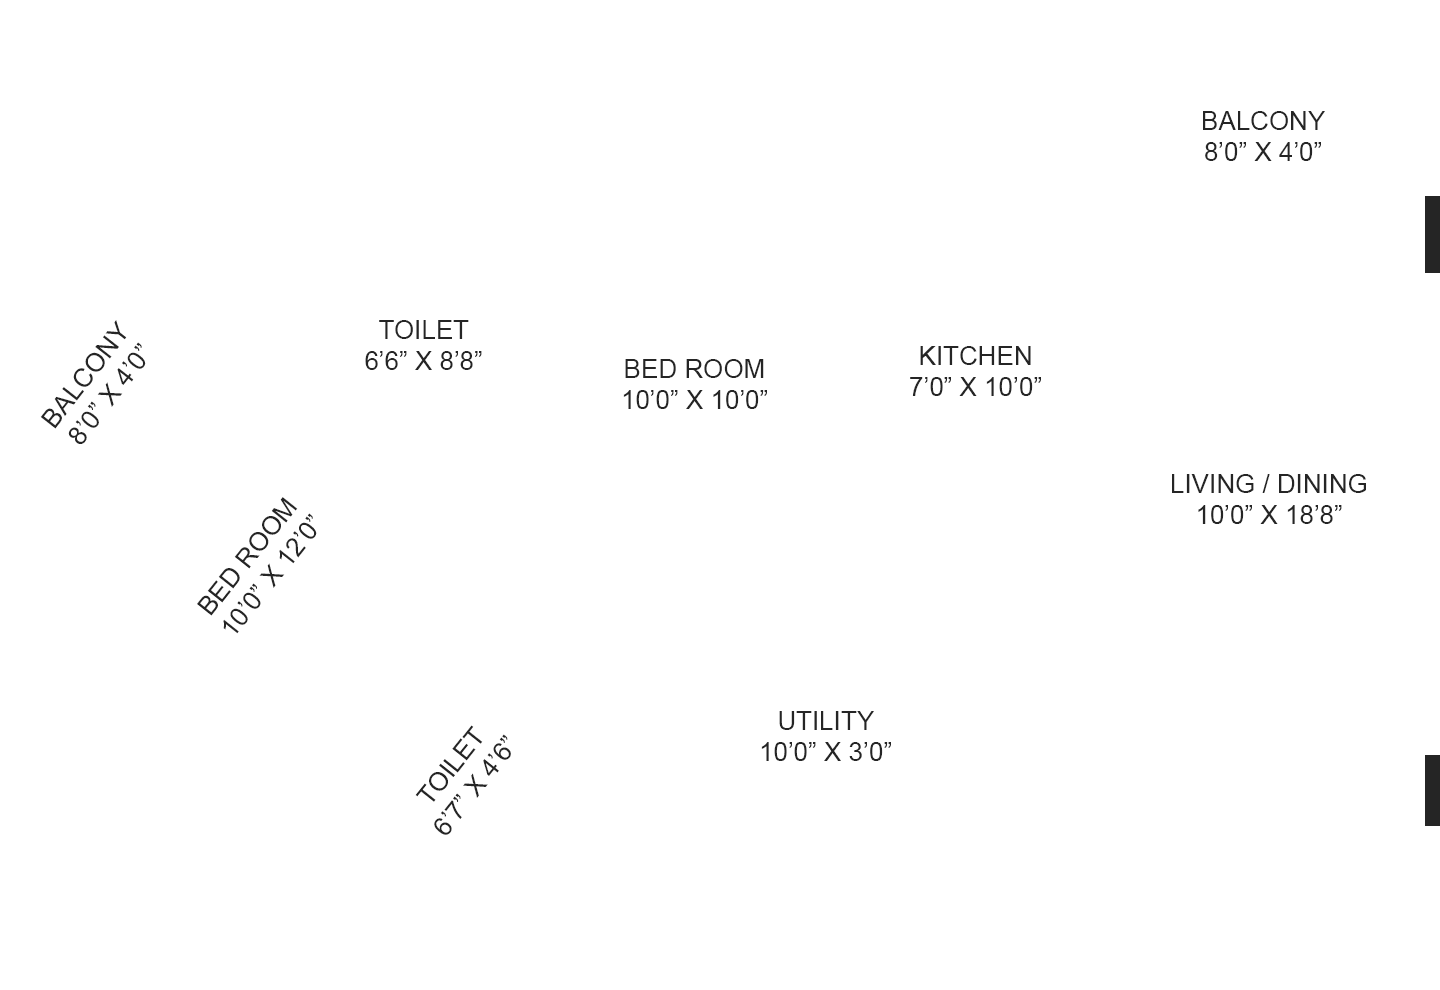 BALCONY
8’0” X 4’0”
BALCONY
8’0” X 4’0”
TOILET
6’6” X 8’8”
BED ROOM
10’0” X 10’0”
KITCHEN
7’0” X 10’0”
LIVING / DINING
10’0” X 18’8”
BED ROOM
10’0” X 12’0”
UTILITY
10’0” X 3’0”
TOILET
6’7” X 4’6”